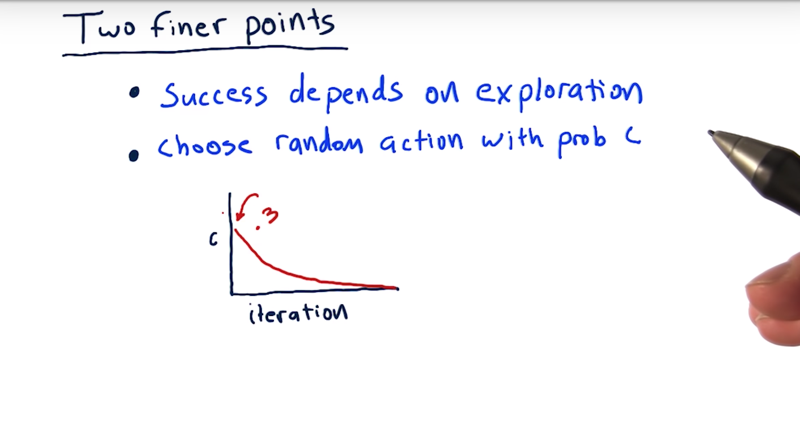 Two finer points
• Success depends on exploration
• choose random action with prob c
.3
c
iteration